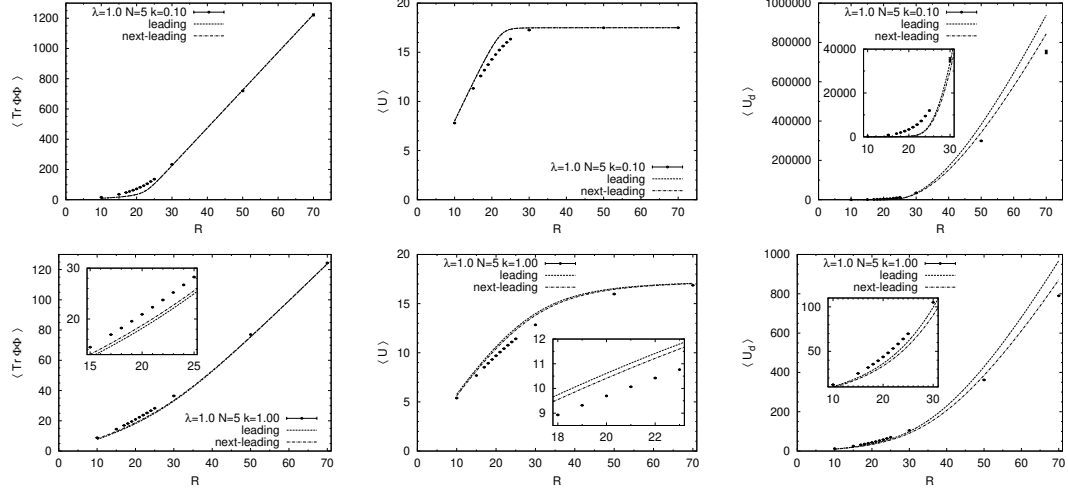 λ=1.0 N=5 k=0.10
leading
next-leading
⟨ Tr ΦΦ ⟩
1200
1000
800
600
400
200
0
0 10 20 30 40 50 60 70
R
λ=1.0 N=5 k=0.10
leading
next-leading
⟨ U ⟩
20
15
10
5
0
0 10 20 30 40 50 60 70
R
λ=1.0 N=5 k=0.10
leading
next-leading
⟨ U_d ⟩
1000000
800000
600000
400000
200000
0
0 10 20 30 40 50 60 70
R
40000
20000
0
10 20 30
λ=1.0 N=5 k=1.00
leading
next-leading
⟨ Tr ΦΦ ⟩
120
100
80
60
40
20
0
0 10 20 30 40 50 60 70
R
30
20
15 20 25
λ=1.0 N=5 k=1.00
leading
next-leading
⟨ U ⟩
20
15
10
5
0
0 10 20 30 40 50 60 70
R
12
11
10
9
18 20 22
λ=1.0 N=5 k=1.00
leading
next-leading
⟨ U_d ⟩
1000
800
600
400
200
0
0 10 20 30 40 50 60 70
R
100
50
10 20 30